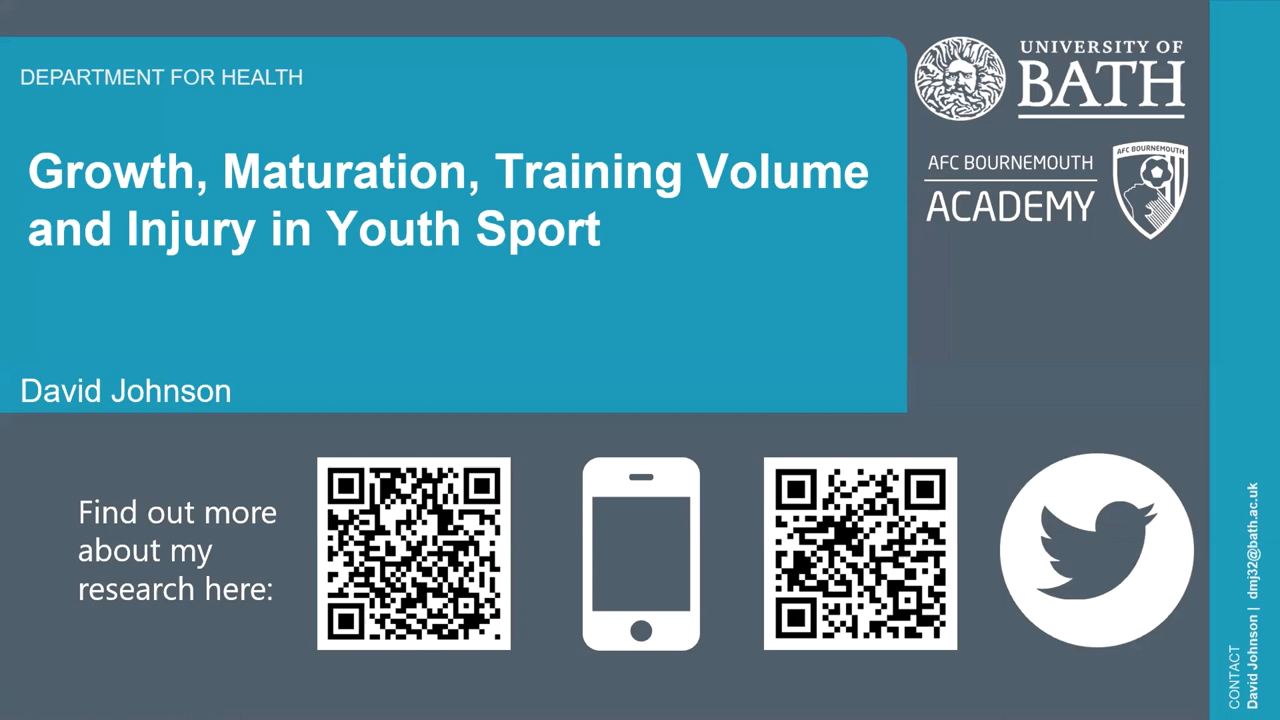 DEPARTMENT FOR HEALTH
Growth, Maturation, Training Volume
and Injury in Youth Sport
David Johnson
UNIVERSITY OF
BATH
AFC BOURNEMOUTH
ACADEMY
AFC BOURNEMOUTH
Find out more
about my
research here:
CONTACT
David Johnson | dmj32@bath.ac.uk